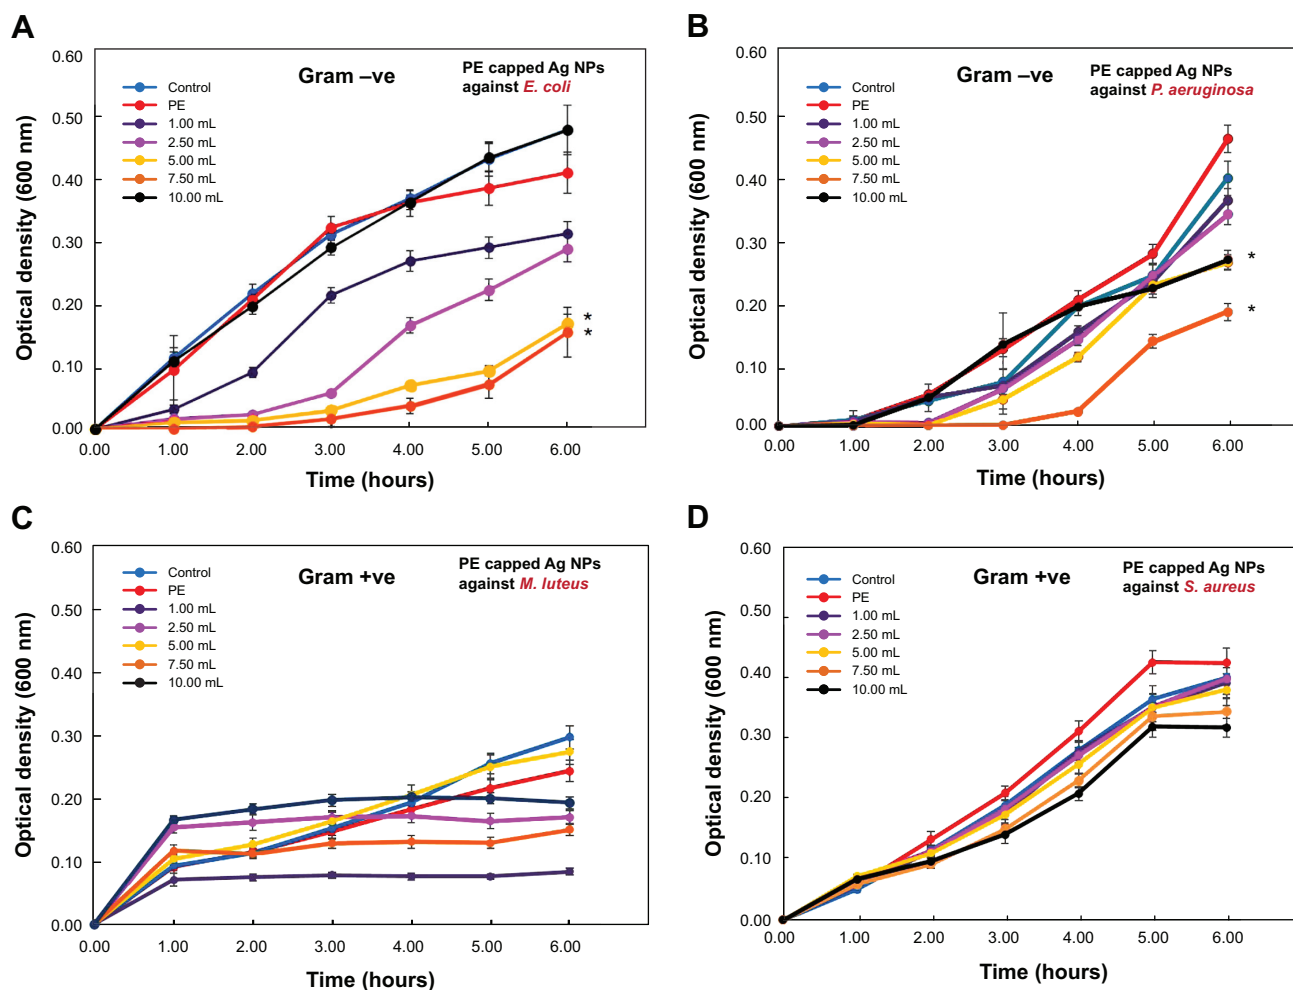 A
Gram –ve
PE capped Ag NPs
against E. coli
Control
PE
1.00 mL
2.50 mL
5.00 mL
7.50 mL
10.00 mL
Optical density (600 nm)
0.60
0.50
0.40
0.30
0.20
0.10
0.00
*
*
0.00 1.00 2.00 3.00 4.00 5.00 6.00
Time (hours)
B
Gram –ve
PE capped Ag NPs
against P. aeruginosa
Control
PE
1.00 mL
2.50 mL
5.00 mL
7.50 mL
10.00 mL
Optical density (600 nm)
0.60
0.50
0.40
0.30
0.20
0.10
0.00
*
*
0.00 1.00 2.00 3.00 4.00 5.00 6.00
Time (hours)
C
Gram +ve
PE capped Ag NPs
against M. luteus
Control
PE
1.00 mL
2.50 mL
5.00 mL
7.50 mL
10.00 mL
Optical density (600 nm)
0.60
0.50
0.40
0.30
0.20
0.10
0.00
0.00 1.00 2.00 3.00 4.00 5.00 6.00
Time (hours)
D
Gram +ve
PE capped Ag NPs
against S. aureus
Control
PE
1.00 mL
2.50 mL
5.00 mL
7.50 mL
10.00 mL
Optical density (600 nm)
0.60
0.50
0.40
0.30
0.20
0.10
0.00
0.00 1.00 2.00 3.00 4.00 5.00 6.00
Time (hours)